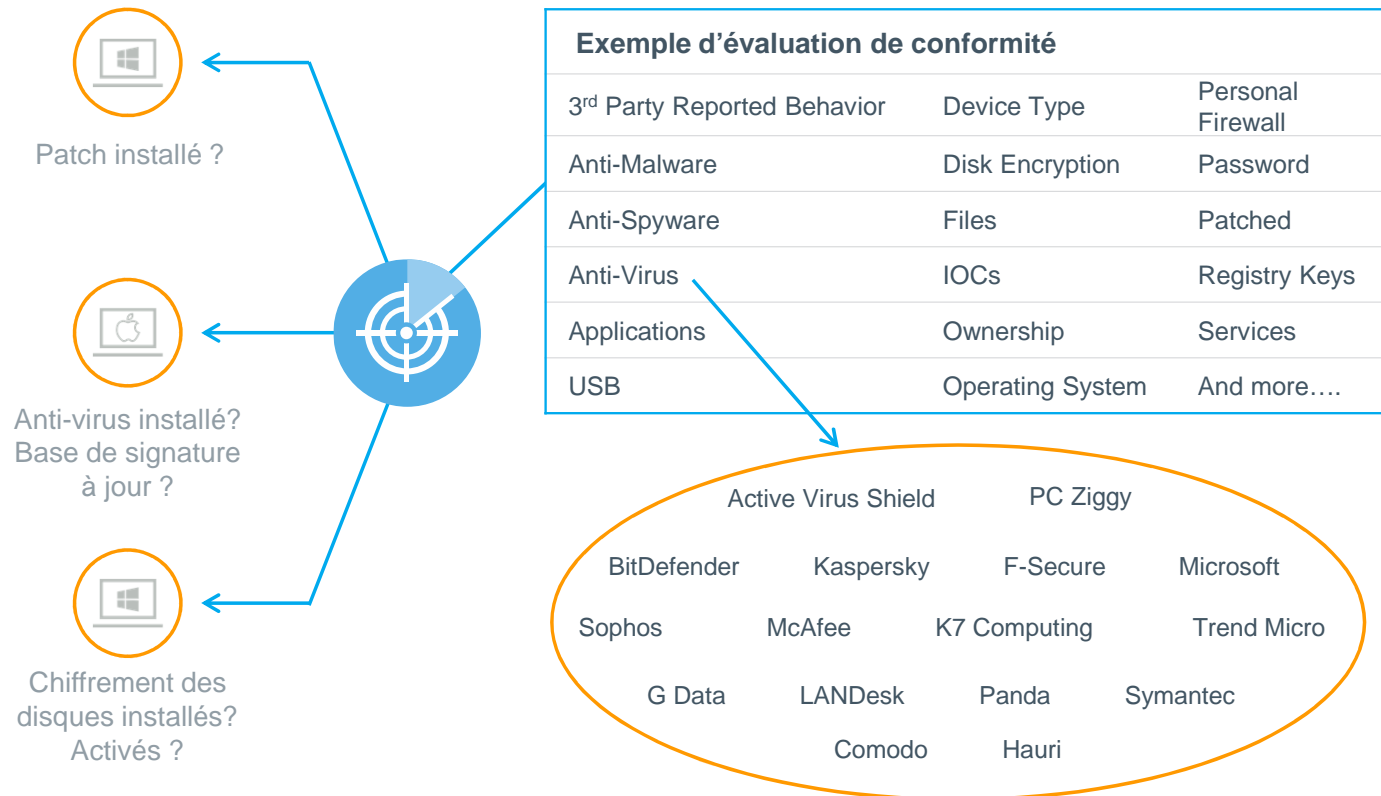 Patch installé ?
Anti-virus installé?
Base de signature
à jour ?
Chiffrement des
disques installés?
Activés ?
Exemple d'évaluation de conformité
3rd Party Reported Behavior Device Type Personal
Firewall
Anti-Malware Disk Encryption Password
Anti-Spyware Files Patched
Anti-Virus IOCs Registry Keys
Applications Ownership Services
USB Operating System And more….
Active Virus Shield PC Ziggy
BitDefender Kaspersky F-Secure Microsoft
Sophos McAfee K7 Computing Trend Micro
G Data LANDesk Panda Symantec
Comodo Hauri